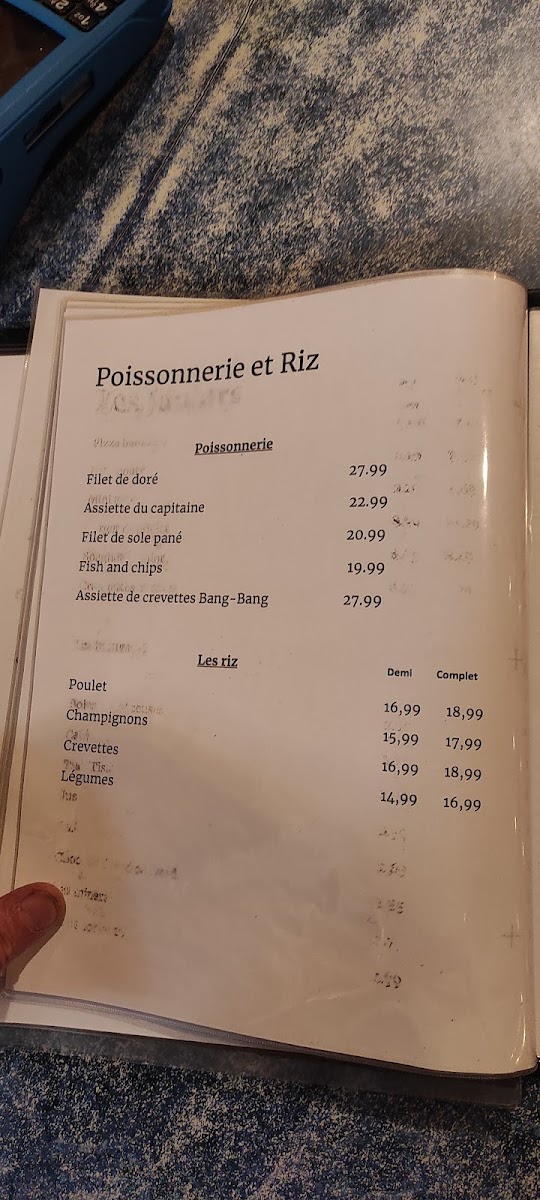 Poissonnerie et Riz
Poissonnerie
Filet de doré 27.99
Assiette du capitaine 22.99
Filet de sole pané 20.99
Fish and chips 19.99
Assiette de crevettes Bang-Bang 27.99
Les riz Demi Complet
Poulet 16,99 18,99
Champignons 15,99 17,99
Crevettes 16,99 18,99
Légumes 14,99 16,99